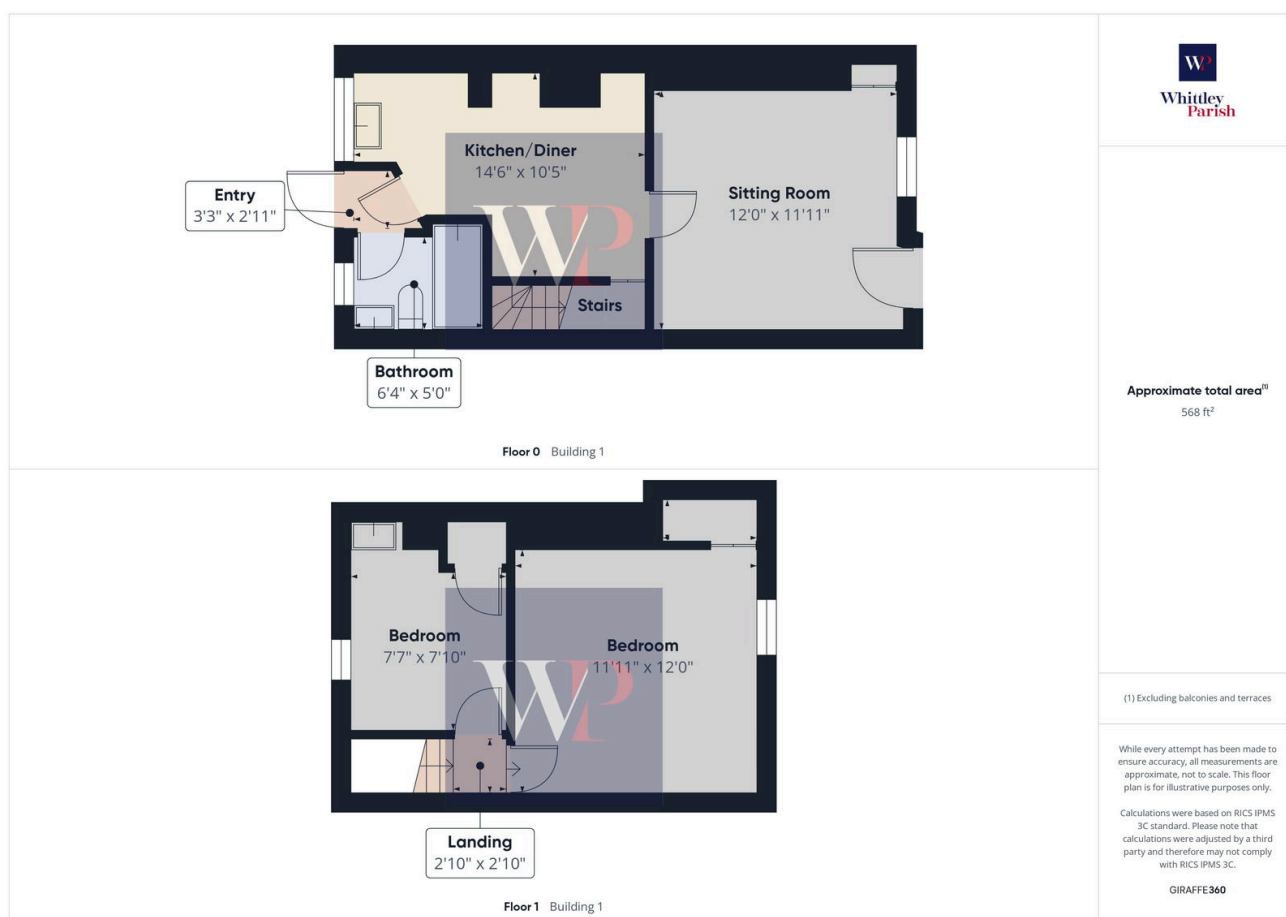 Kitchen/Diner
14'6" x 10'5"
Entry
3'3" x 2'11"
Sitting Room
12'0" x 11'11"
WP
Stairs
Bathroom
6'4" x 5'0"
Floor 0 Building 1
Bedroom
7'7" x 7'10"
Bedroom
11'11" x 12'0"
WP
Landing
2'10" x 2'10"
Floor 1 Building 1
WP
Whittley
Parish
Approximate total area(1)
568 ft²
(1) Excluding balconies and terraces
While every attempt has been made to
ensure accuracy, all measurements are
approximate, not to scale. This floor
plan is for illustrative purposes only.
Calculations were based on RICS IPMS
3C standard. Please note that
calculations were adjusted by a third
party and therefore may not comply
with RICS IPMS 3C.
GIRAFFE360